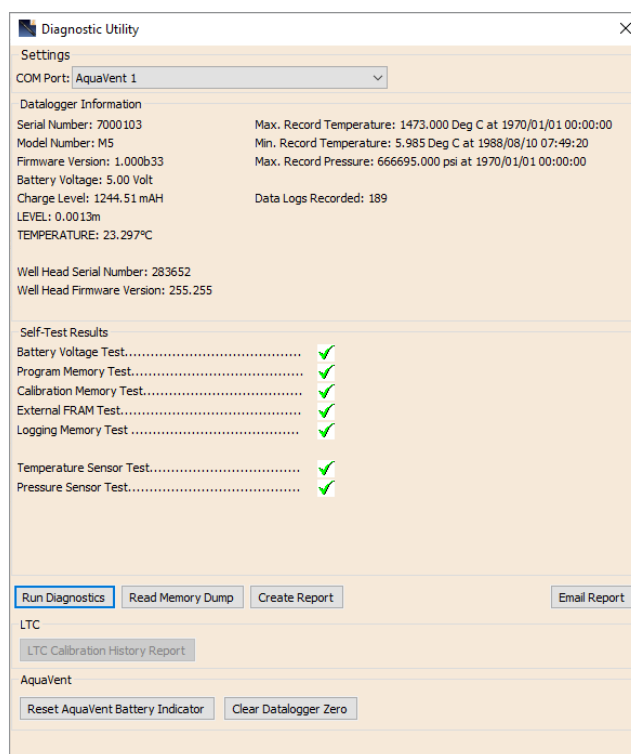 Diagnostic Utility
Settings
COM Port: AquaVent 1
Datalogger Information
Serial Number: 7000103
Model Number: M5
Firmware Version: 1.000b33
Battery Voltage: 5.00 Volt
Charge Level: 1244.51 mAH
LEVEL: 0.0013m
TEMPERATURE: 23.297°C
Max. Record Temperature: 1473.000 Deg C at 1970/01/01 00:00:00
Min. Record Temperature: 5.985 Deg C at 1988/08/10 07:49:20
Max. Record Pressure: 666695.000 psi at 1970/01/01 00:00:00
Data Logs Recorded: 189
Well Head Serial Number: 283652
Well Head Firmware Version: 255.255
Self-Test Results
Battery Voltage Test.........................................
Program Memory Test........................................
Calibration Memory Test.....................................
External FRAM Test..........................................
Logging Memory Test .......................................
Temperature Sensor Test...................................
Pressure Sensor Test........................................
Run Diagnostics
Read Memory Dump
Create Report
Email Report
LTC
LTC Calibration History Report
AquaVent
Reset AquaVent Battery Indicator
Clear Datalogger Zero